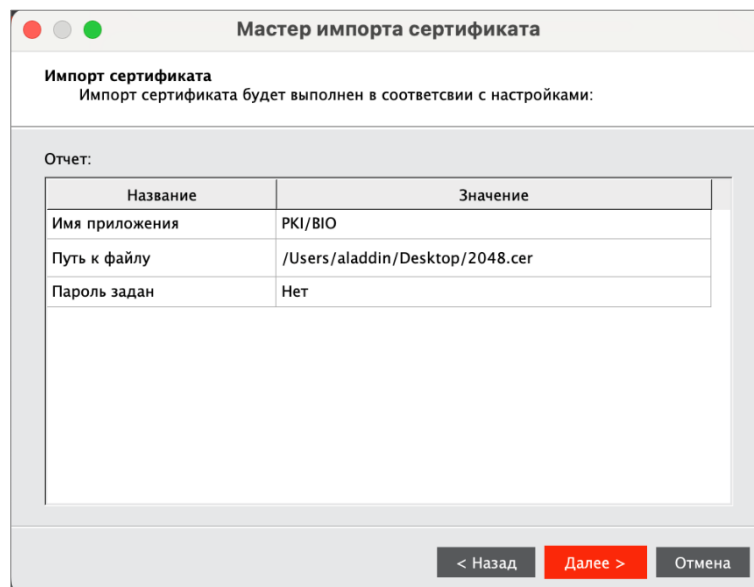 Мастер импорта сертификата
Импорт сертификата
Импорт сертификата будет выполнен в соответсвии с настройками:
Отчет:
Название Значение
Имя приложения PKI/BIO
Путь к файлу /Users/aladdin/Desktop/2048.cer
Пароль задан Нет
< Назад Далее > Отмена